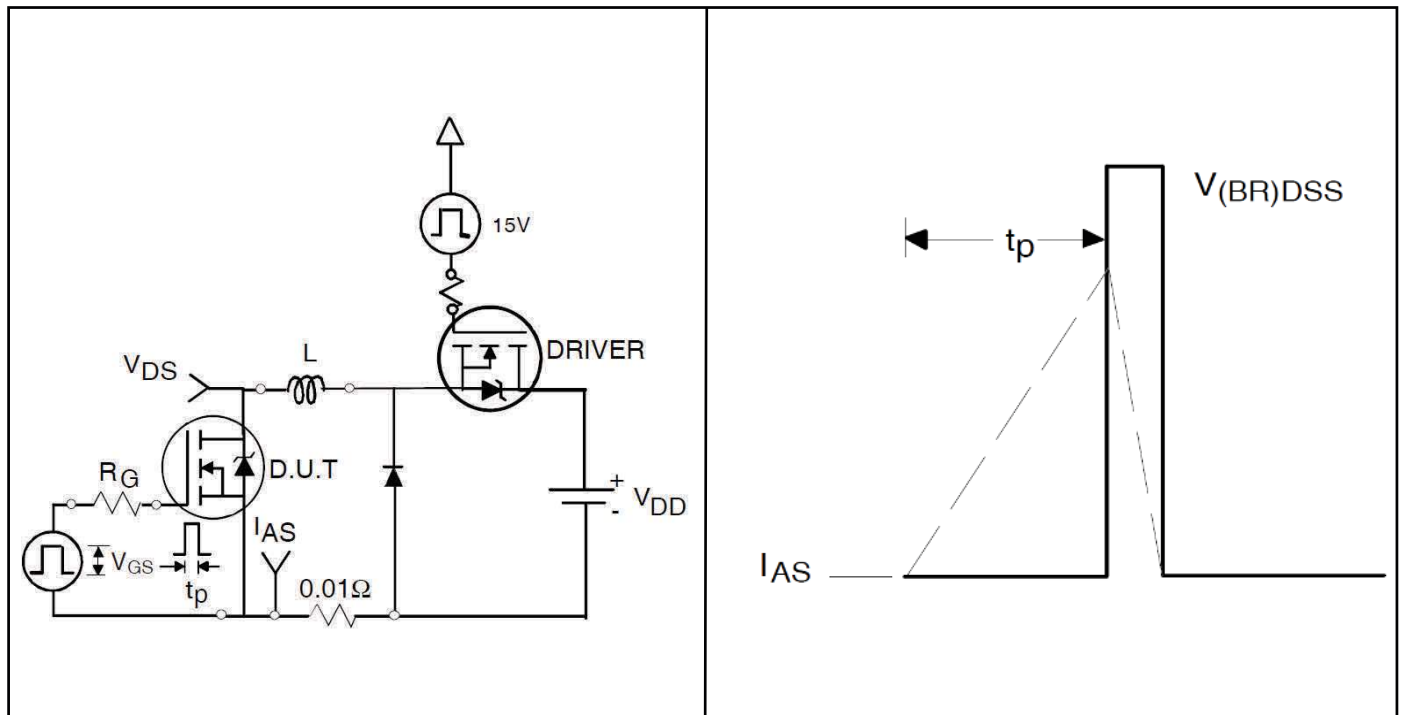 15V
DRIVER
L
VDS
RG
D.U.T
+
VDD
-
IAS
VGS
tp
0.01Ω
V(BR)DSS
tp
IAS